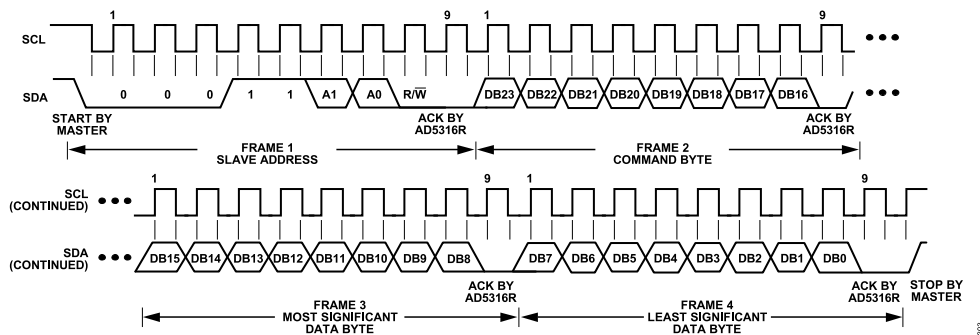 1 9 1 9
SCL
SDA 0 0 0 1 1 A1 A0 R/W DB23 DB22 DB21 DB20 DB19 DB18 DB17 DB16
START BY MASTER
ACK BY AD5316R
ACK BY AD5316R
FRAME 1
SLAVE ADDRESS
FRAME 2
COMMAND BYTE
1 9 1 9
SCL
(CONTINUED)
SDA
(CONTINUED)
DB15 DB14 DB13 DB12 DB11 DB10 DB9 DB8 DB7 DB6 DB5 DB4 DB3 DB2 DB1 DB0
ACK BY
AD5316R
ACK BY
AD5316R
STOP BY
MASTER
FRAME 3
MOST SIGNIFICANT
DATA BYTE
FRAME 4
LEAST SIGNIFICANT
DATA BYTE